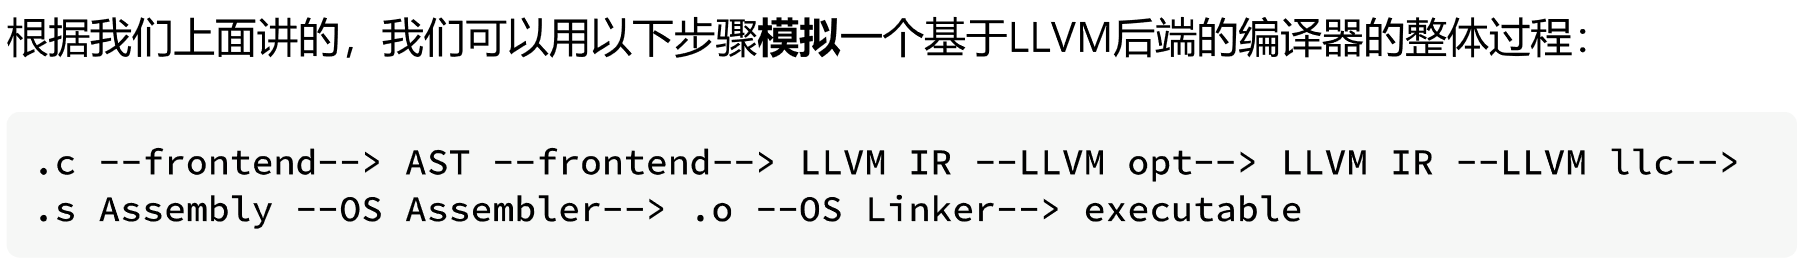 根据我们上面讲的，我们可以用以下步骤模拟一个基于LLVM后端的编译器的整体过程：
.c --frontend--> AST --frontend--> LLVM IR --LLVM opt--> LLVM IR --LLVM llc-->
.s Assembly --OS Assembler--> .o --OS Linker--> executable